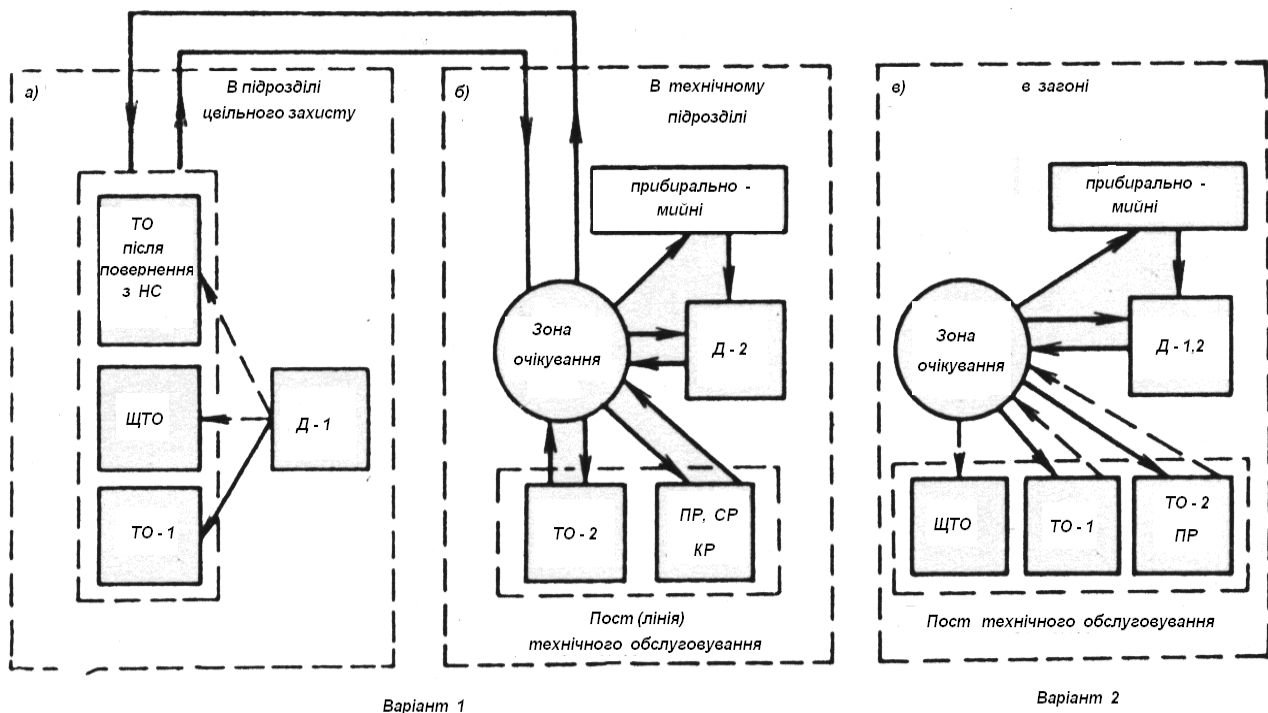 а)
В підрозділі
цвільного захисту
ТО
після
повернення
з НС
ЩТО
ТО - 1
Д - 1
б)
В технічному
підрозділі
прибирально -
мийні
Зона
очікування
Д - 2
ТО - 2
ПР, СР
КР
Пост (лінія)
технічного обслуговування
Варіант 1
в)
в загоні
прибирально -
мийні
Зона
очікування
Д - 1,2
ЩТО
ТО - 1
ТО - 2
ПР
Пост технічного обслуговування
Варіант 2